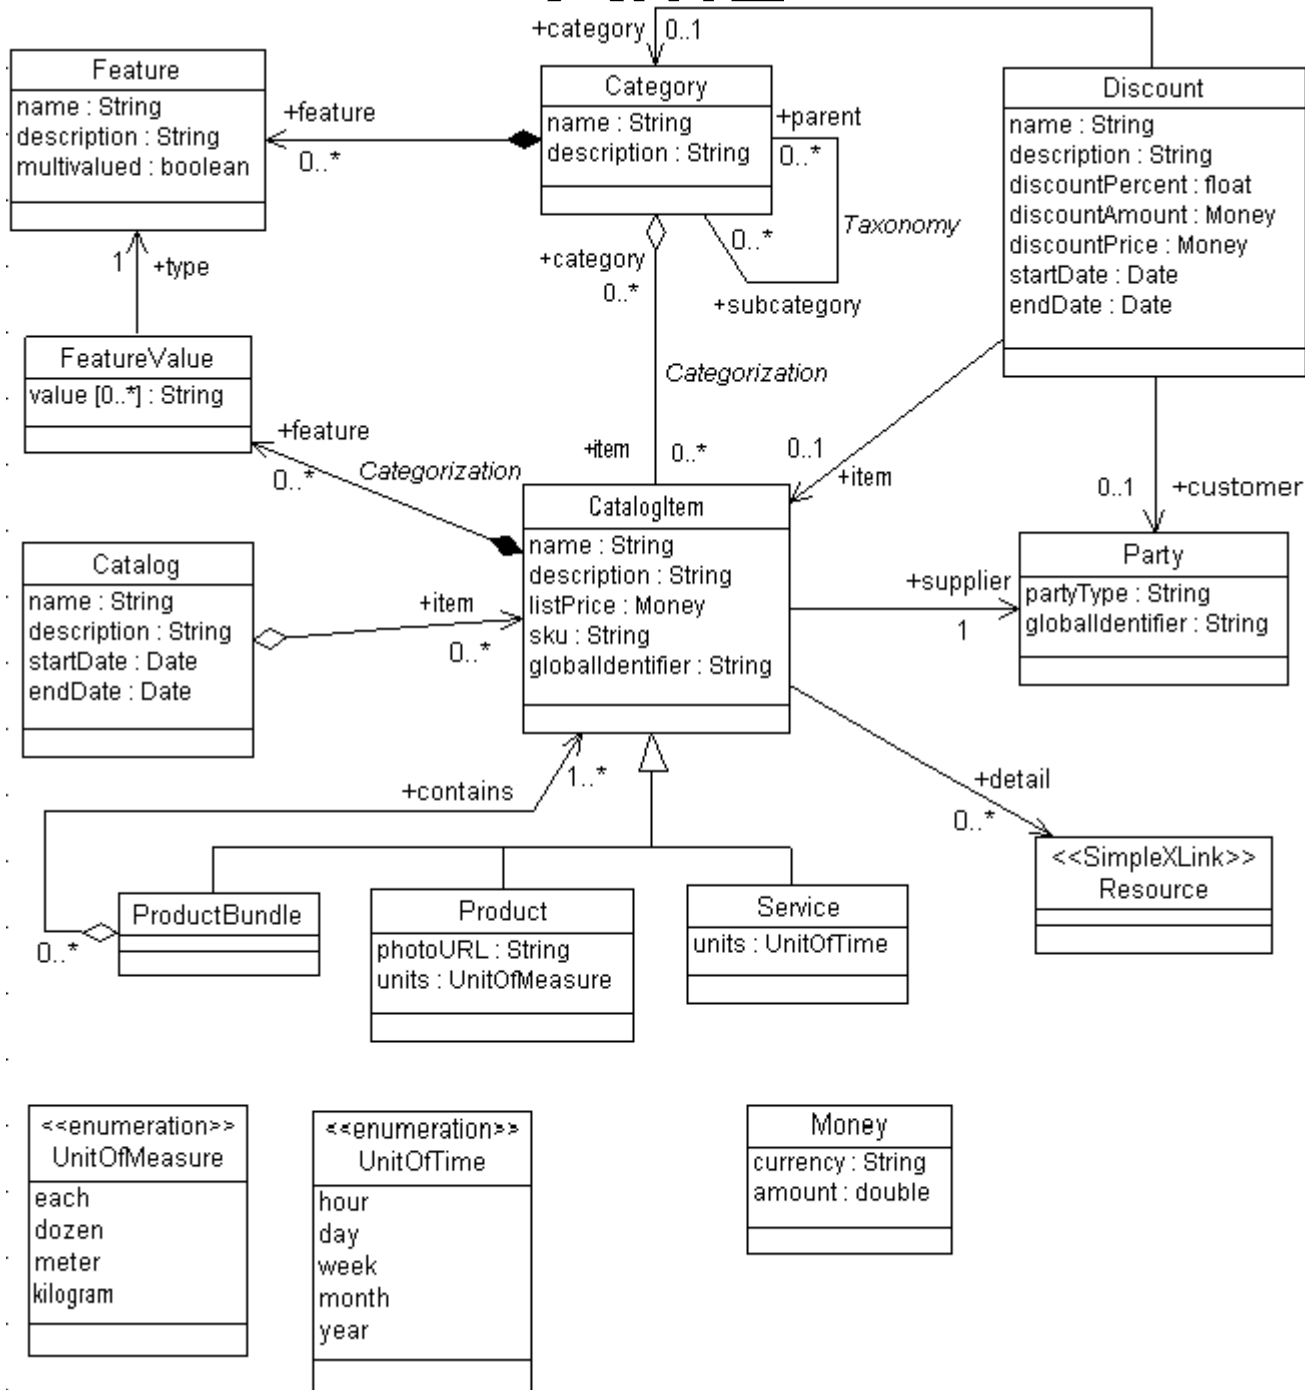 +category
0..1
Feature
name : String
description : String
multivalued : boolean
+feature
0..*
Category
name : String
description : String
+parent
0..*
Taxonomy
0..*
+subcategory
Discount
name : String
description : String
discountPercent : float
discountAmount : Money
discountPrice : Money
startDate : Date
endDate : Date
1
+type
+category
0..*
FeatureValue
value [0..*] : String
Categorization
+feature
0..*
Categorization
+item
0..*
0..1
+item
0..1
+customer
CatalogItem
name : String
description : String
listPrice : Money
sku : String
globalIdentifier : String
Catalog
name : String
description : String
startDate : Date
endDate : Date
+item
0..*
+supplier
1
Party
partyType : String
globalIdentifier : String
+contains
1..*
+detail
0..*
<<SimpleXLink>>
Resource
0..*
ProductBundle
Product
photoURL : String
units : UnitOfMeasure
Service
units : UnitOfTime
<<enumeration>>
UnitOfMeasure
each
dozen
meter
kilogram
<<enumeration>>
UnitOfTime
hour
day
week
month
year
Money
currency : String
amount : double